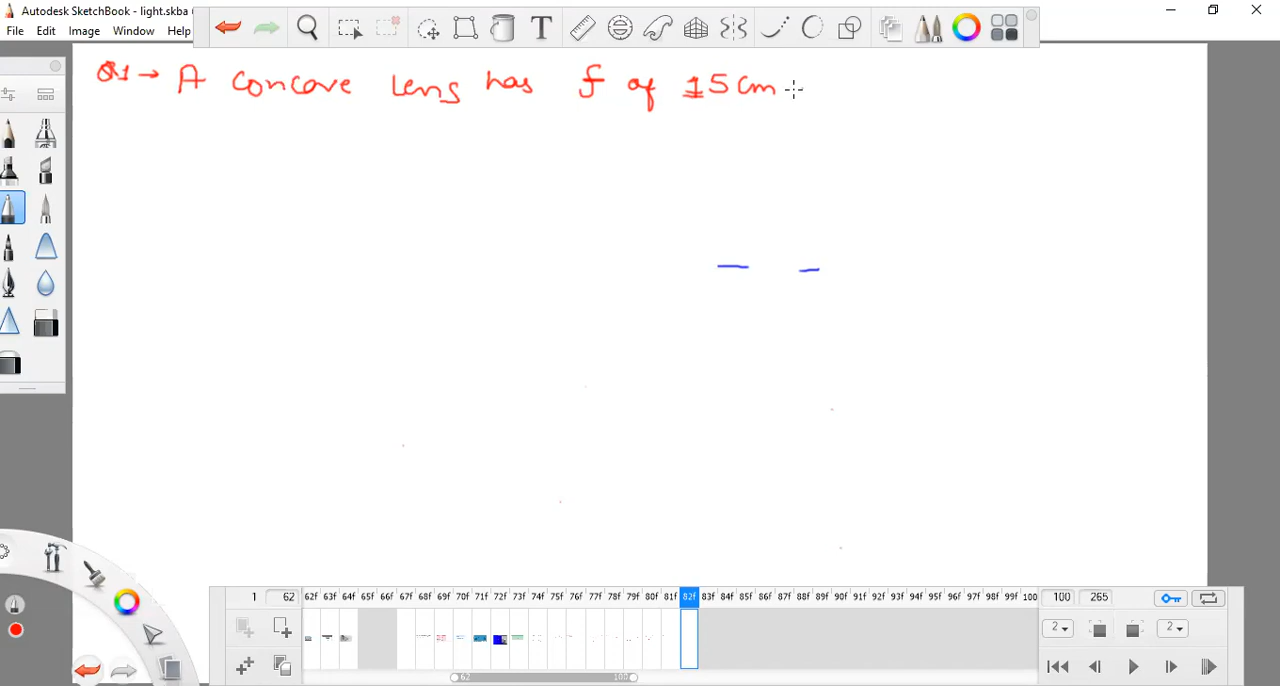 Autodesk SketchBook - light.skba
File Edit Image Window Help
Q1 → A concave lens has f of 15cm
1 62 62f 63f 64f 65f 66f 67f 68f 69f 70f 71f 72f 73f 74f 75f 76f 77f 78f 79f 80f 81f 82f 83f 84f 85f 86f 87f 88f 89f 90f 91f 92f 93f 94f 95f 96f 97f 98f 99f 100 100 265
2 2
62 100